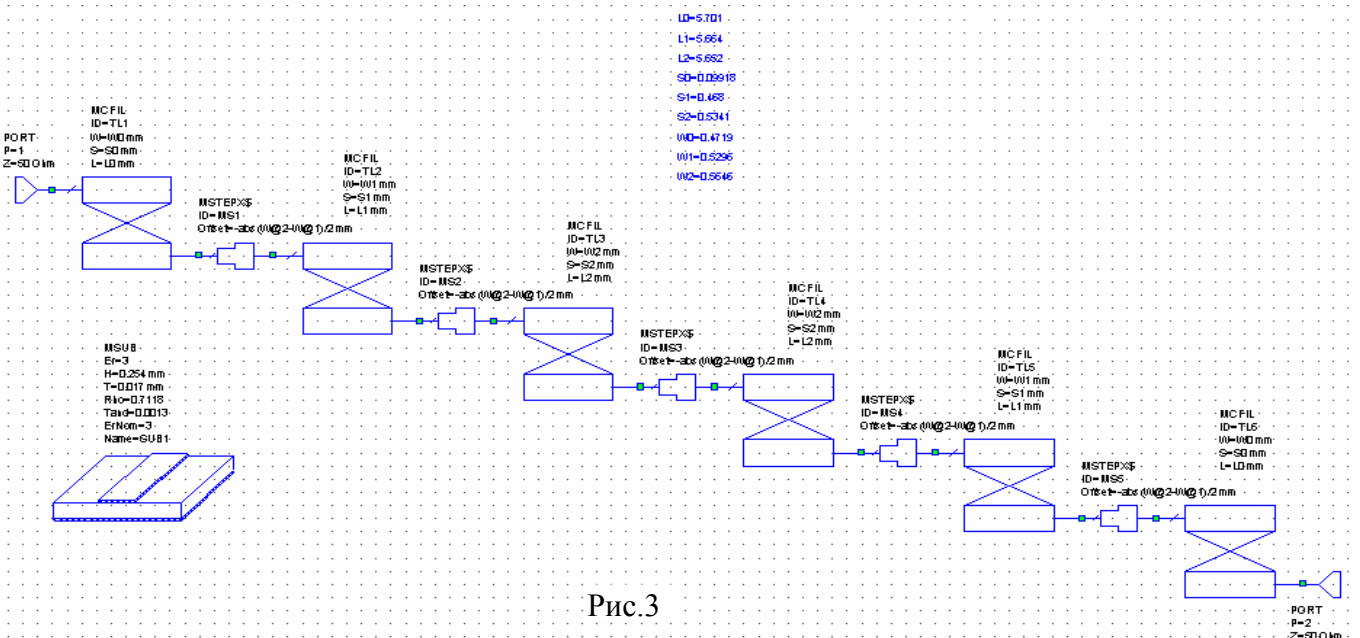 L0=5.701
L1=5.664
L2=5.652
S0=0.09918
S1=0.468
S2=0.5341
W0=0.4719
W1=0.5296
W2=0.5546
PORT
P=1
Z=50 Ohm
MCFIL
ID=TL1
W=W0 mm
S=S0 mm
L=L0 mm
MSTEPX$
ID=MS1
Offset=-abs(W@2-W@1)/2 mm
MCFIL
ID=TL2
W=W1 mm
S=S1 mm
L=L1 mm
MSTEPX$
ID=MS2
Offset=-abs(W@2-W@1)/2 mm
MCFIL
ID=TL3
W=W2 mm
S=S2 mm
L=L2 mm
MSTEPX$
ID=MS3
Offset=-abs(W@2-W@1)/2 mm
MCFIL
ID=TL4
W=W2 mm
S=S2 mm
L=L2 mm
MSTEPX$
ID=MS4
Offset=-abs(W@2-W@1)/2 mm
MCFIL
ID=TL5
W=W1 mm
S=S1 mm
L=L1 mm
MSTEPX$
ID=MS5
Offset=-abs(W@2-W@1)/2 mm
MCFIL
ID=TL6
W=W0 mm
S=S0 mm
L=L0 mm
PORT
P=2
Z=50 Ohm
MSUB
Er=3
H=0.254 mm
T=0.017 mm
Rho=0.7118
Tand=0.0013
ErNom=3
Name=SUB1
Рис.3